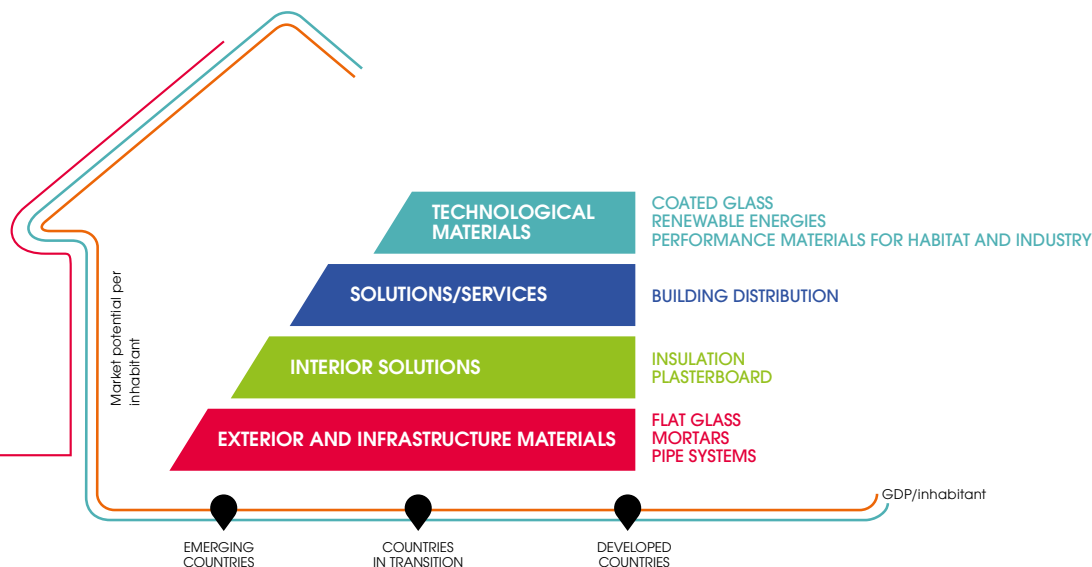 TECHNOLOGICAL
MATERIALS
COATED GLASS
RENEWABLE ENERGIES
PERFORMANCE MATERIALS FOR HABITAT AND INDUSTRY
SOLUTIONS/SERVICES
BUILDING DISTRIBUTION
Market potential per
inhabitant
INTERIOR SOLUTIONS
INSULATION
PLASTERBOARD
EXTERIOR AND INFRASTRUCTURE MATERIALS
FLAT GLASS
MORTARS
PIPE SYSTEMS
GDP/inhabitant
EMERGING
COUNTRIES
COUNTRIES
IN TRANSITION
DEVELOPED
COUNTRIES